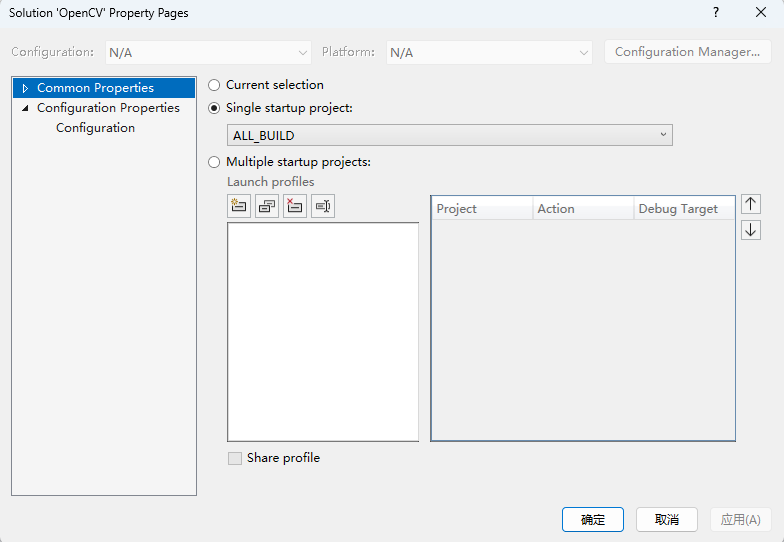 Solution 'OpenCV' Property Pages
?
Configuration: N/A Platform: N/A Configuration Manager...
Common Properties
Configuration Properties
Configuration
Current selection
Single startup project:
ALL_BUILD
Multiple startup projects:
Launch profiles
Project Action Debug Target
Share profile
确定 取消 应用(A)